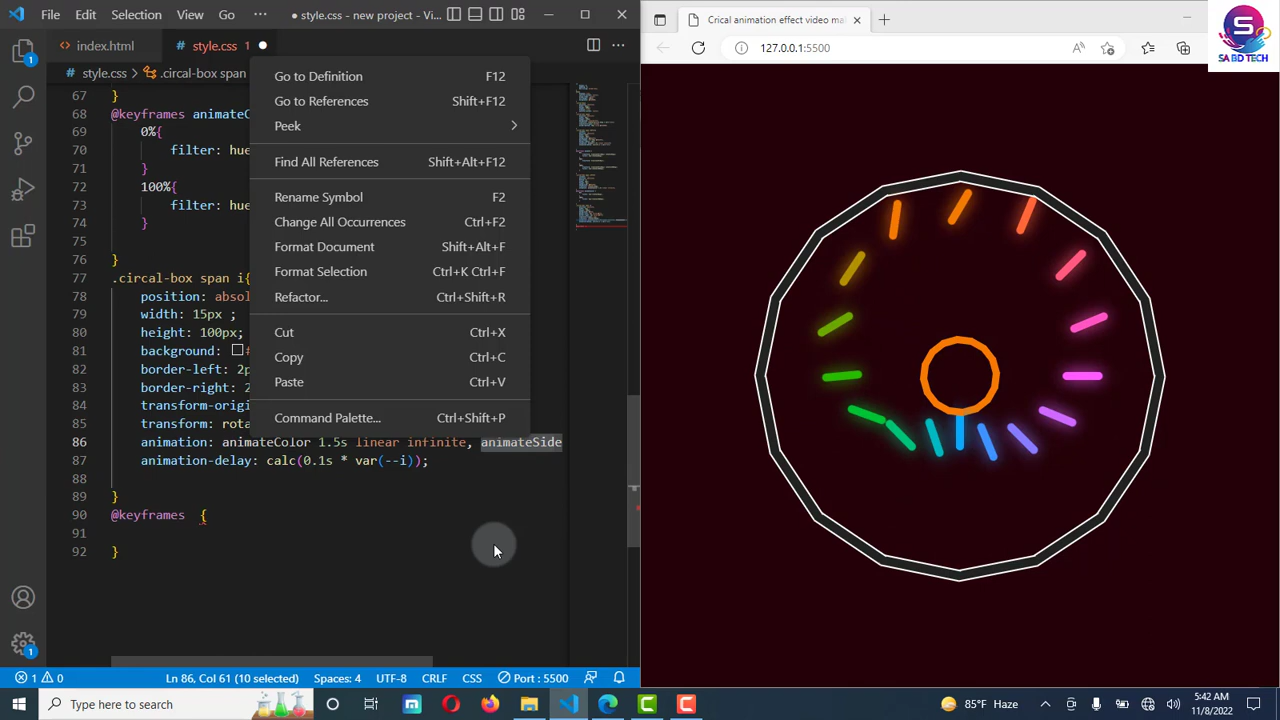 File Edit Selection View Go ● style.css - new project - Vi...
index.html style.css 1
style.css > .circal-box span
67 }
68 @keyframes animateC
69 0%{
70 filter: hue
71 }
72 100%{
73 filter: hue
74 }
75
76 }
77 .circal-box span i{
78 position: absol
79 width: 15px ;
80 height: 100px;
81 background: #
82 border-left: 2p
83 border-right: 2
84 transform-origi
85 transform: rota
86 animation: animateColor 1.5s linear infinite, animateSide
87 animation-delay: calc(0.1s * var(--i));
88
89 }
90 @keyframes {
91
92 }
Go to Definition F12
Go to References Shift+F12
Peek
Find All References Shift+Alt+F12
Rename Symbol F2
Change All Occurrences Ctrl+F2
Format Document Shift+Alt+F
Format Selection Ctrl+K Ctrl+F
Refactor... Ctrl+Shift+R
Cut Ctrl+X
Copy Ctrl+C
Paste Ctrl+V
Command Palette... Ctrl+Shift+P
1
1
1 0 Ln 86, Col 61 (10 selected) Spaces: 4 UTF-8 CRLF CSS Port : 5500
Crical animation effect video mal
127.0.0.1:5500
S
SA BD TECH
Type here to search
85°F Haze
5:42 AM
11/8/2022